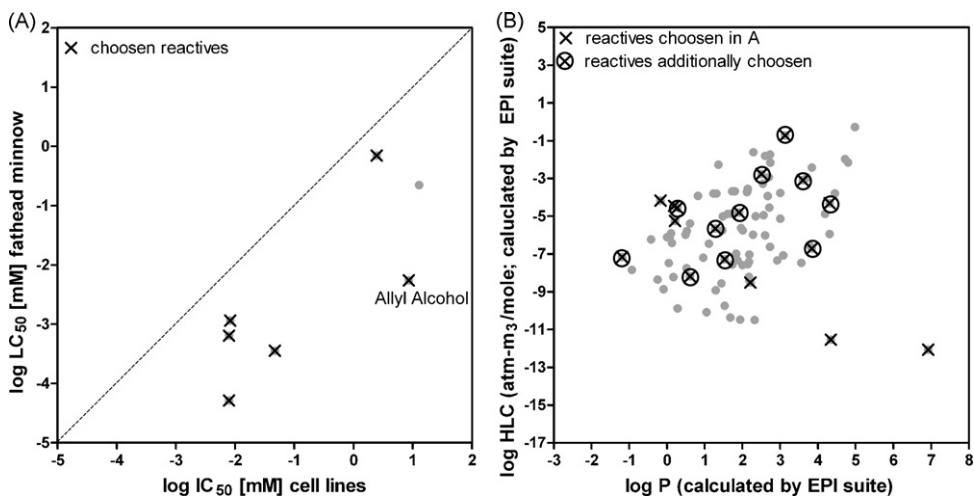 (A)
choosen reactives
2
1
0
-1
-2
-3
-4
-5
log LC50 [mM] fathead minnow
Allyl Alcohol
-5 -4 -3 -2 -1 0 1 2
log IC50 [mM] cell lines
(B)
reactives choosen in A
reactives additionally choosen
5
3
1
-1
-3
-5
-7
-9
-11
-13
-15
-17
log HLC (atm-m3/mole; caluclated by EPI suite)
-3 -2 -1 0 1 2 3 4 5 6 7 8
log P (calculated by EPI suite)